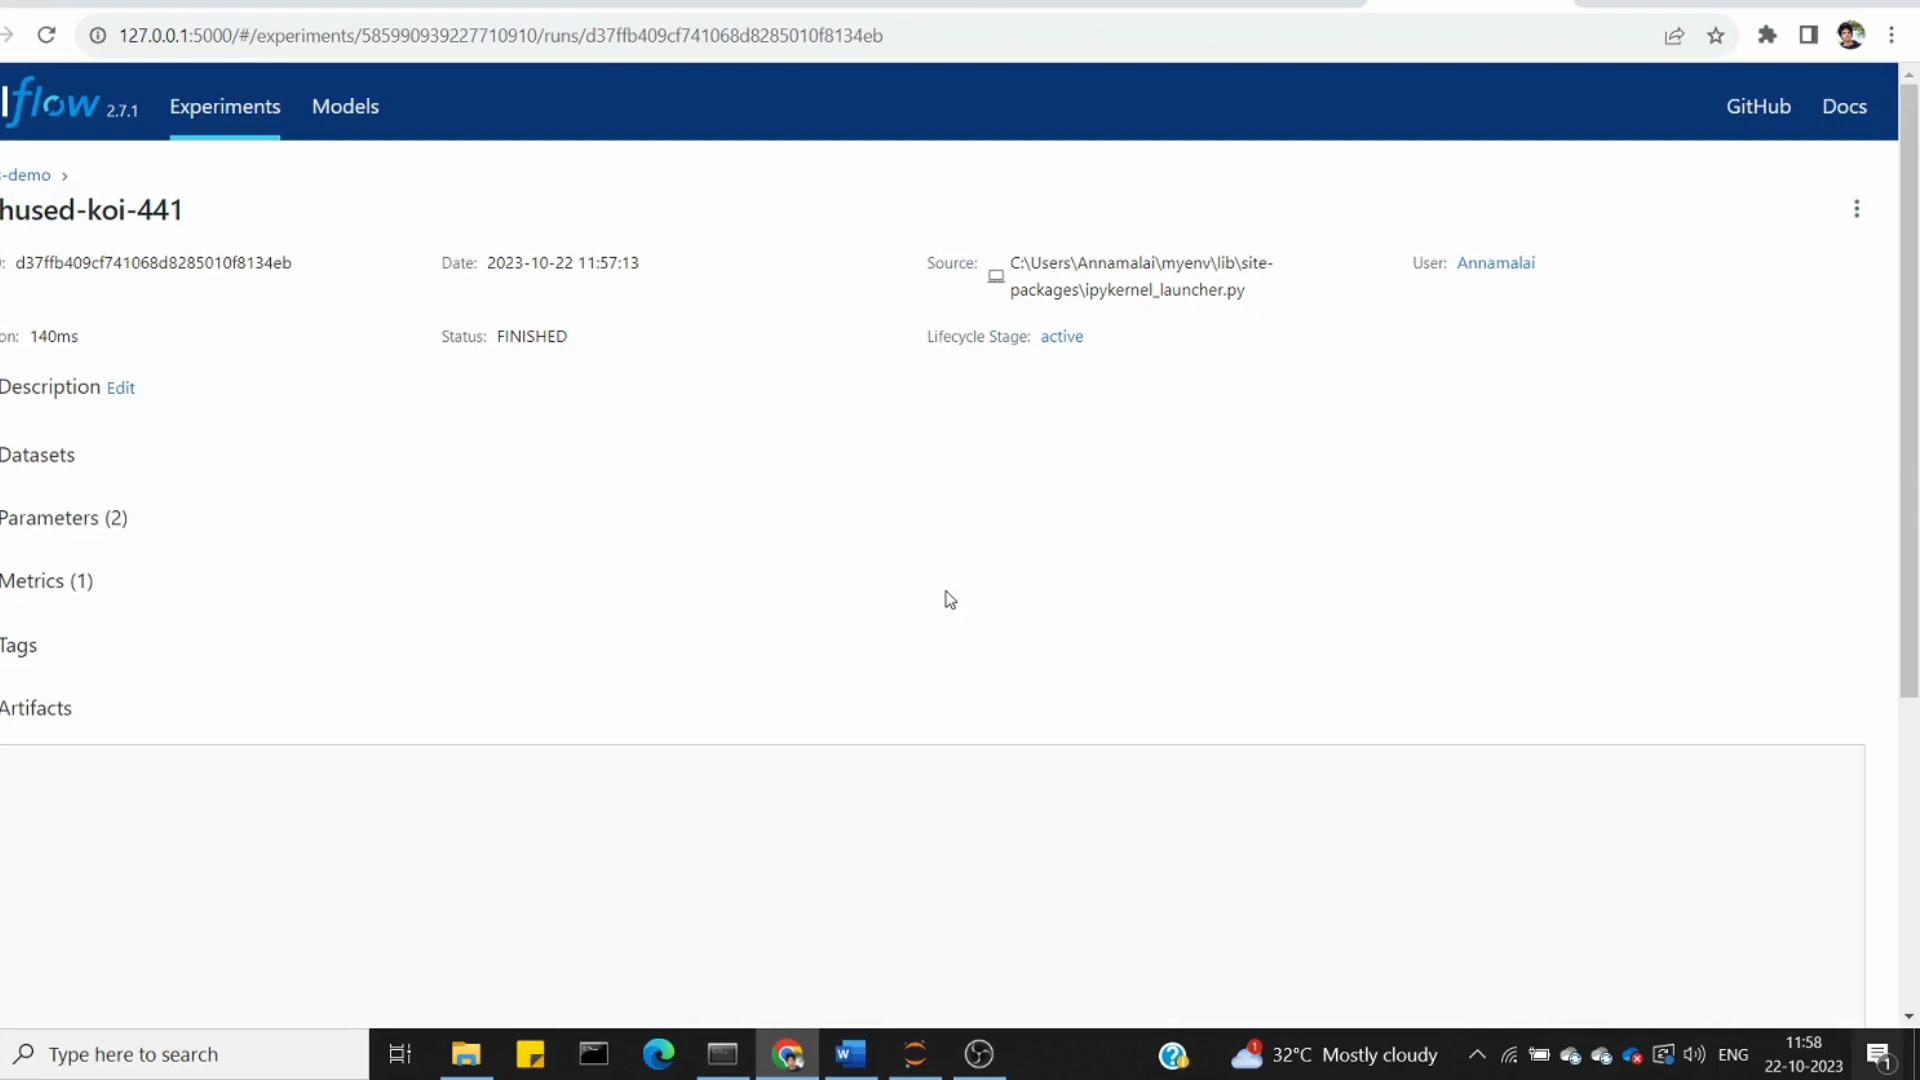 127.0.0.1:5000/#/experiments/585990939227710910/runs/d37ffb409cf741068d8285010f8134eb
lflow 2.7.1 Experiments Models GitHub Docs
-demo >
hused-koi-441
: d37ffb409cf741068d8285010f8134eb Date: 2023-10-22 11:57:13 Source: C:\Users\Annamalai\myenv\lib\site- User: Annamalai
packages\ipykernel_launcher.py
on: 140ms Status: FINISHED Lifecycle Stage: active
Description Edit
Datasets
Parameters (2)
Metrics (1)
Tags
Artifacts
Type here to search 32°C Mostly cloudy ENG 11:58
22-10-2023